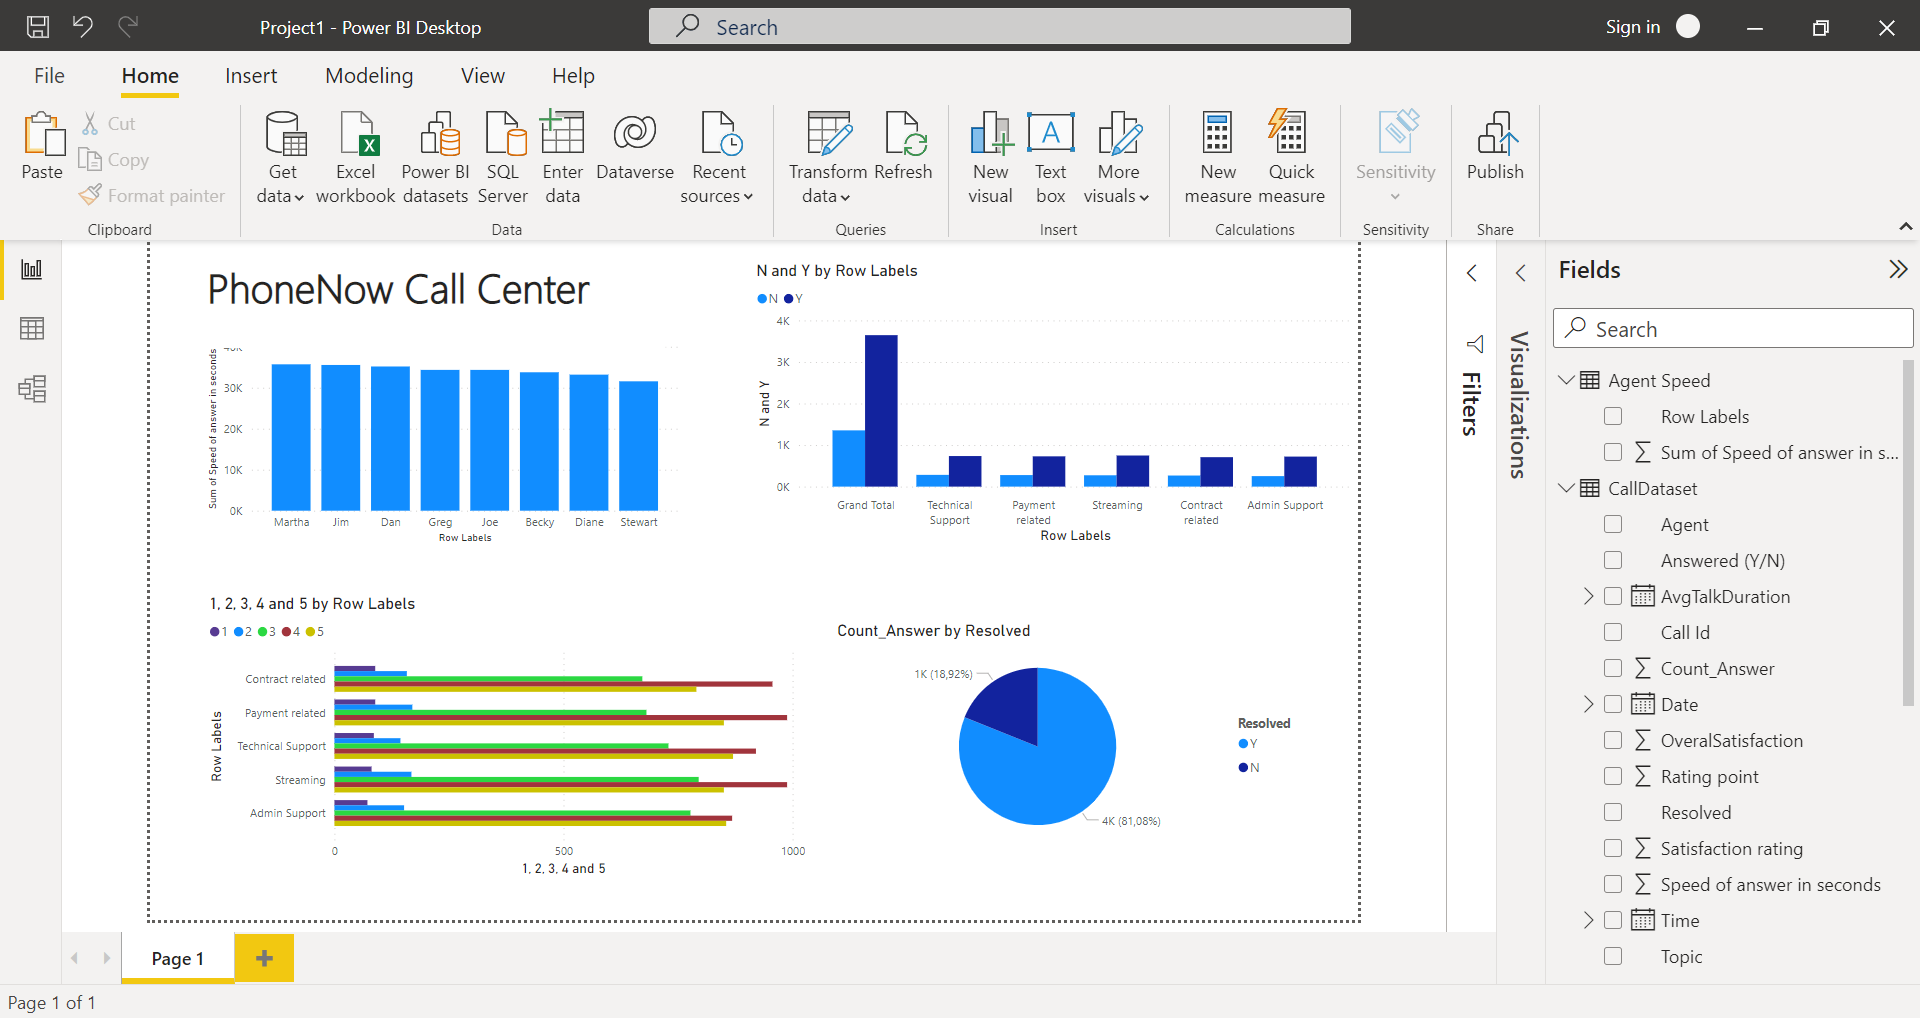 Project1 - Power BI Desktop
Search
Sign in
File
Home
Insert
Modeling
View
Help
Paste
Cut
Copy
Format painter
Clipboard
Get data
Excel workbook
Power BI datasets
SQL Server
Enter data
Dataverse
Recent sources
Data
Transform data
Refresh
Queries
New visual
Text box
More visuals
Insert
New measure
Quick measure
Calculations
Sensitivity
Sensitivity
Publish
Share
PhoneNow Call Center
Sum of Speed of answer in seconds
30K
20K
10K
0K
Martha
Jim
Dan
Greg
Joe
Becky
Diane
Stewart
Row Labels
N and Y by Row Labels
N
Y
N and Y
4K
3K
2K
1K
0K
Grand Total
Technical Support
Payment related
Streaming
Contract related
Admin Support
Row Labels
1, 2, 3, 4 and 5 by Row Labels
1
2
3
4
5
Row Labels
Contract related
Payment related
Technical Support
Streaming
Admin Support
0
500
1000
1, 2, 3, 4 and 5
Count_Answer by Resolved
1K (18,92%)
4K (81,08%)
Resolved
Y
N
Filters
Visualizations
Fields
Search
Agent Speed
Row Labels
Sum of Speed of answer in s...
CallDataset
Agent
Answered (Y/N)
AvgTalkDuration
Call Id
Count_Answer
Date
OveralSatisfaction
Rating point
Resolved
Satisfaction rating
Speed of answer in seconds
Time
Topic
Page 1
Page 1 of 1